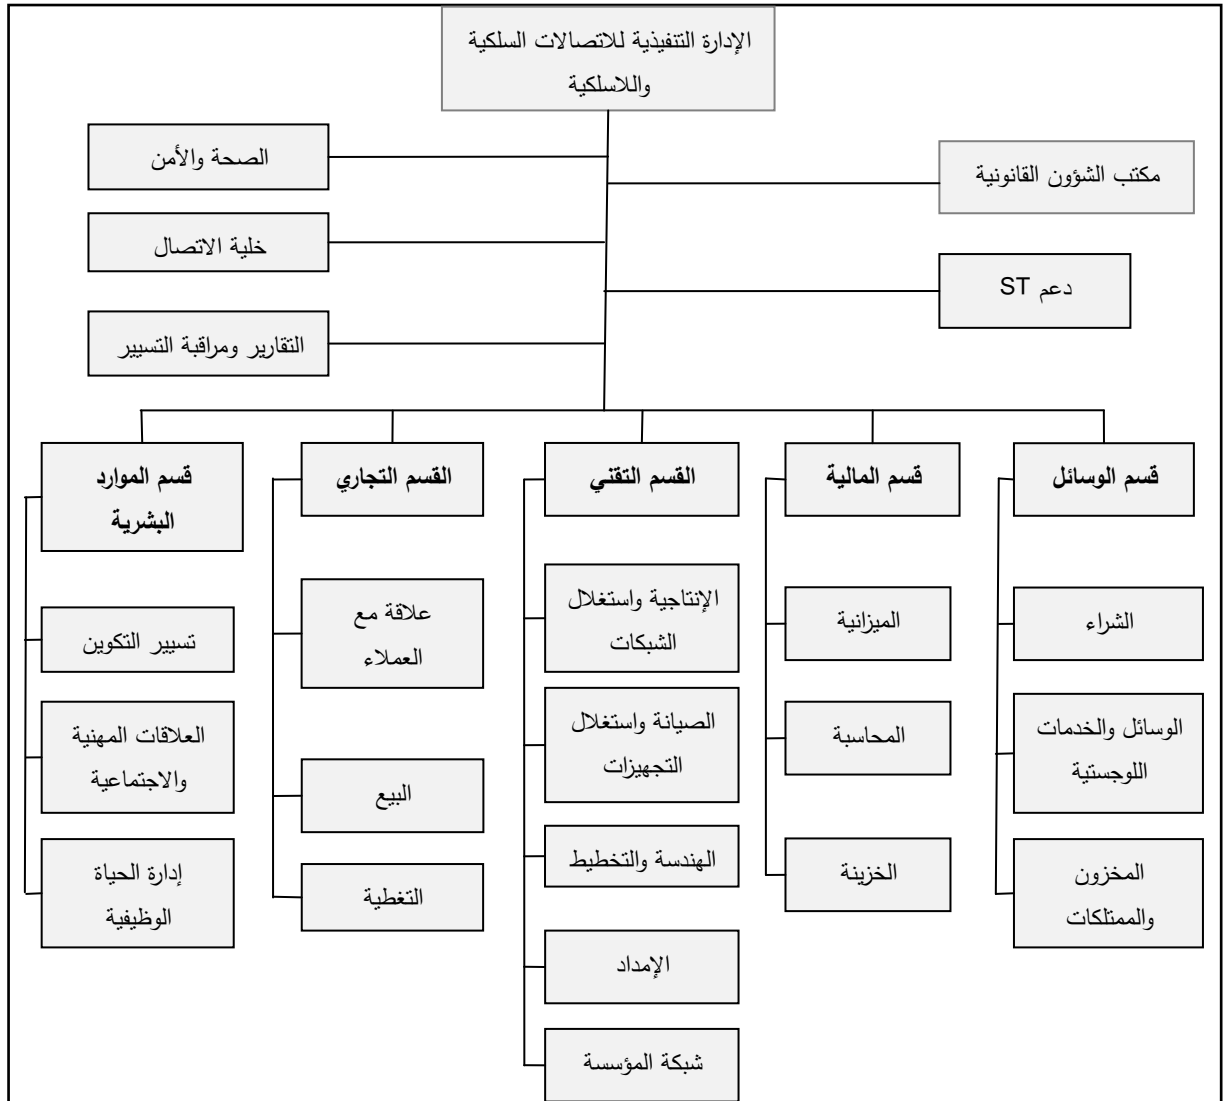 الإدارة التنفيذية للاتصالات السلكية
واللاسلكية
مكتب الشؤون القانونية
دعم ST
الصحة والأمن
خلية الاتصال
التقارير ومراقبة التسيير
قسم الوسائل
الشراء
الوسائل والخدمات
اللوجستية
المخزون
والممتلكات
قسم المالية
الميزانية
المحاسبة
الخزينة
القسم التقني
الإنتاجية واستغلال
الشبكات
الصيانة واستغلال
التجهيزات
الهندسة والتخطيط
الإمداد
شبكة المؤسسة
القسم التجاري
علاقة مع
العملاء
البيع
التغطية
قسم الموارد
البشرية
تسيير التكوين
العلاقات المهنية
والاجتماعية
إدارة الحياة
الوظيفية